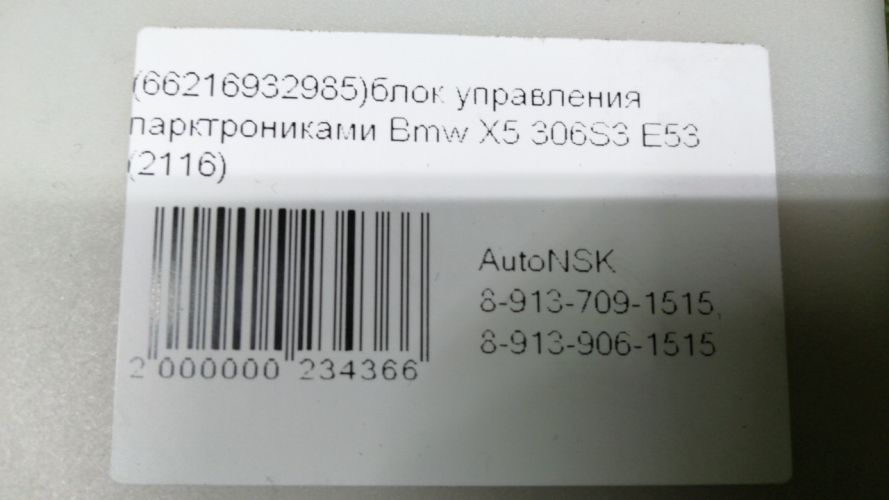 (66216932985)блок управления
парктрониками Bmw X5 306S3 E53
(2116)
AutoNSK
8-913-709-1515,
8-913-906-1515
2 000000 234366